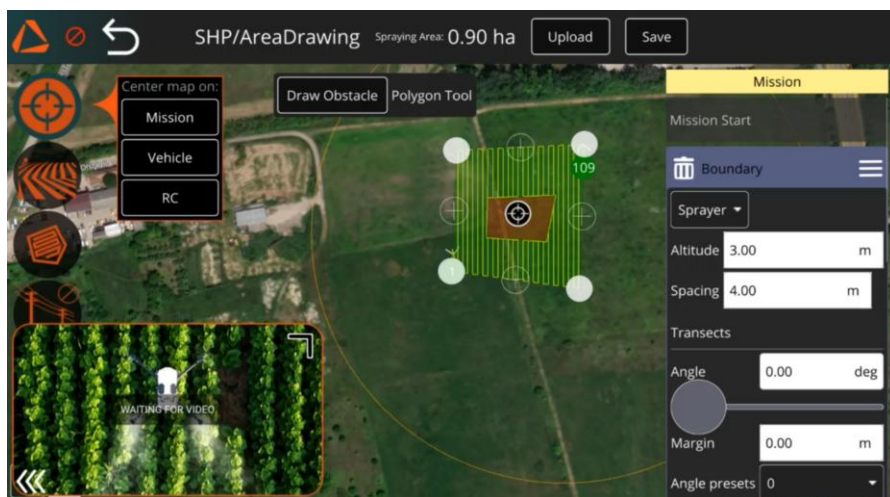 SHP/AreaDrawing Spraying Area: 0.90 ha Upload Save
Center map on:
Mission
Vehicle
RC
Draw Obstacle Polygon Tool
109
1
WAITING FOR VIDEO
Mission
Mission Start
Boundary
Sprayer
Altitude 3.00 m
Spacing 4.00 m
Transects
Angle 0.00 deg
Margin 0.00 m
Angle presets 0